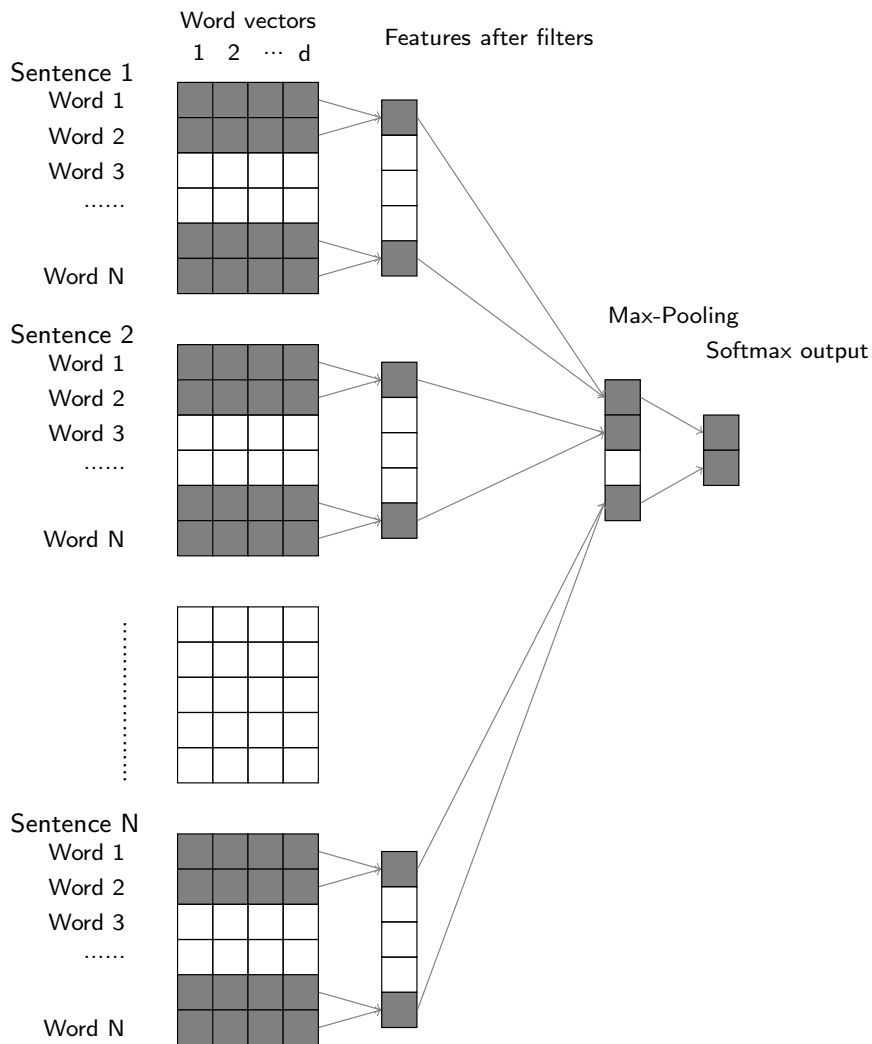 Word vectors
Features after filters
1 2 ... d
Sentence 1
Word 1
Word 2
Word 3
......
Word N
Max-Pooling
Softmax output
Sentence 2
Word 1
Word 2
Word 3
......
Word N
Sentence N
Word 1
Word 2
Word 3
......
Word N